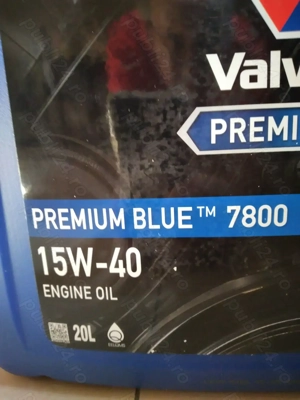 Valv
PREMI
PREMIUM BLUE™ 7800
15W-40
ENGINE OIL
20L